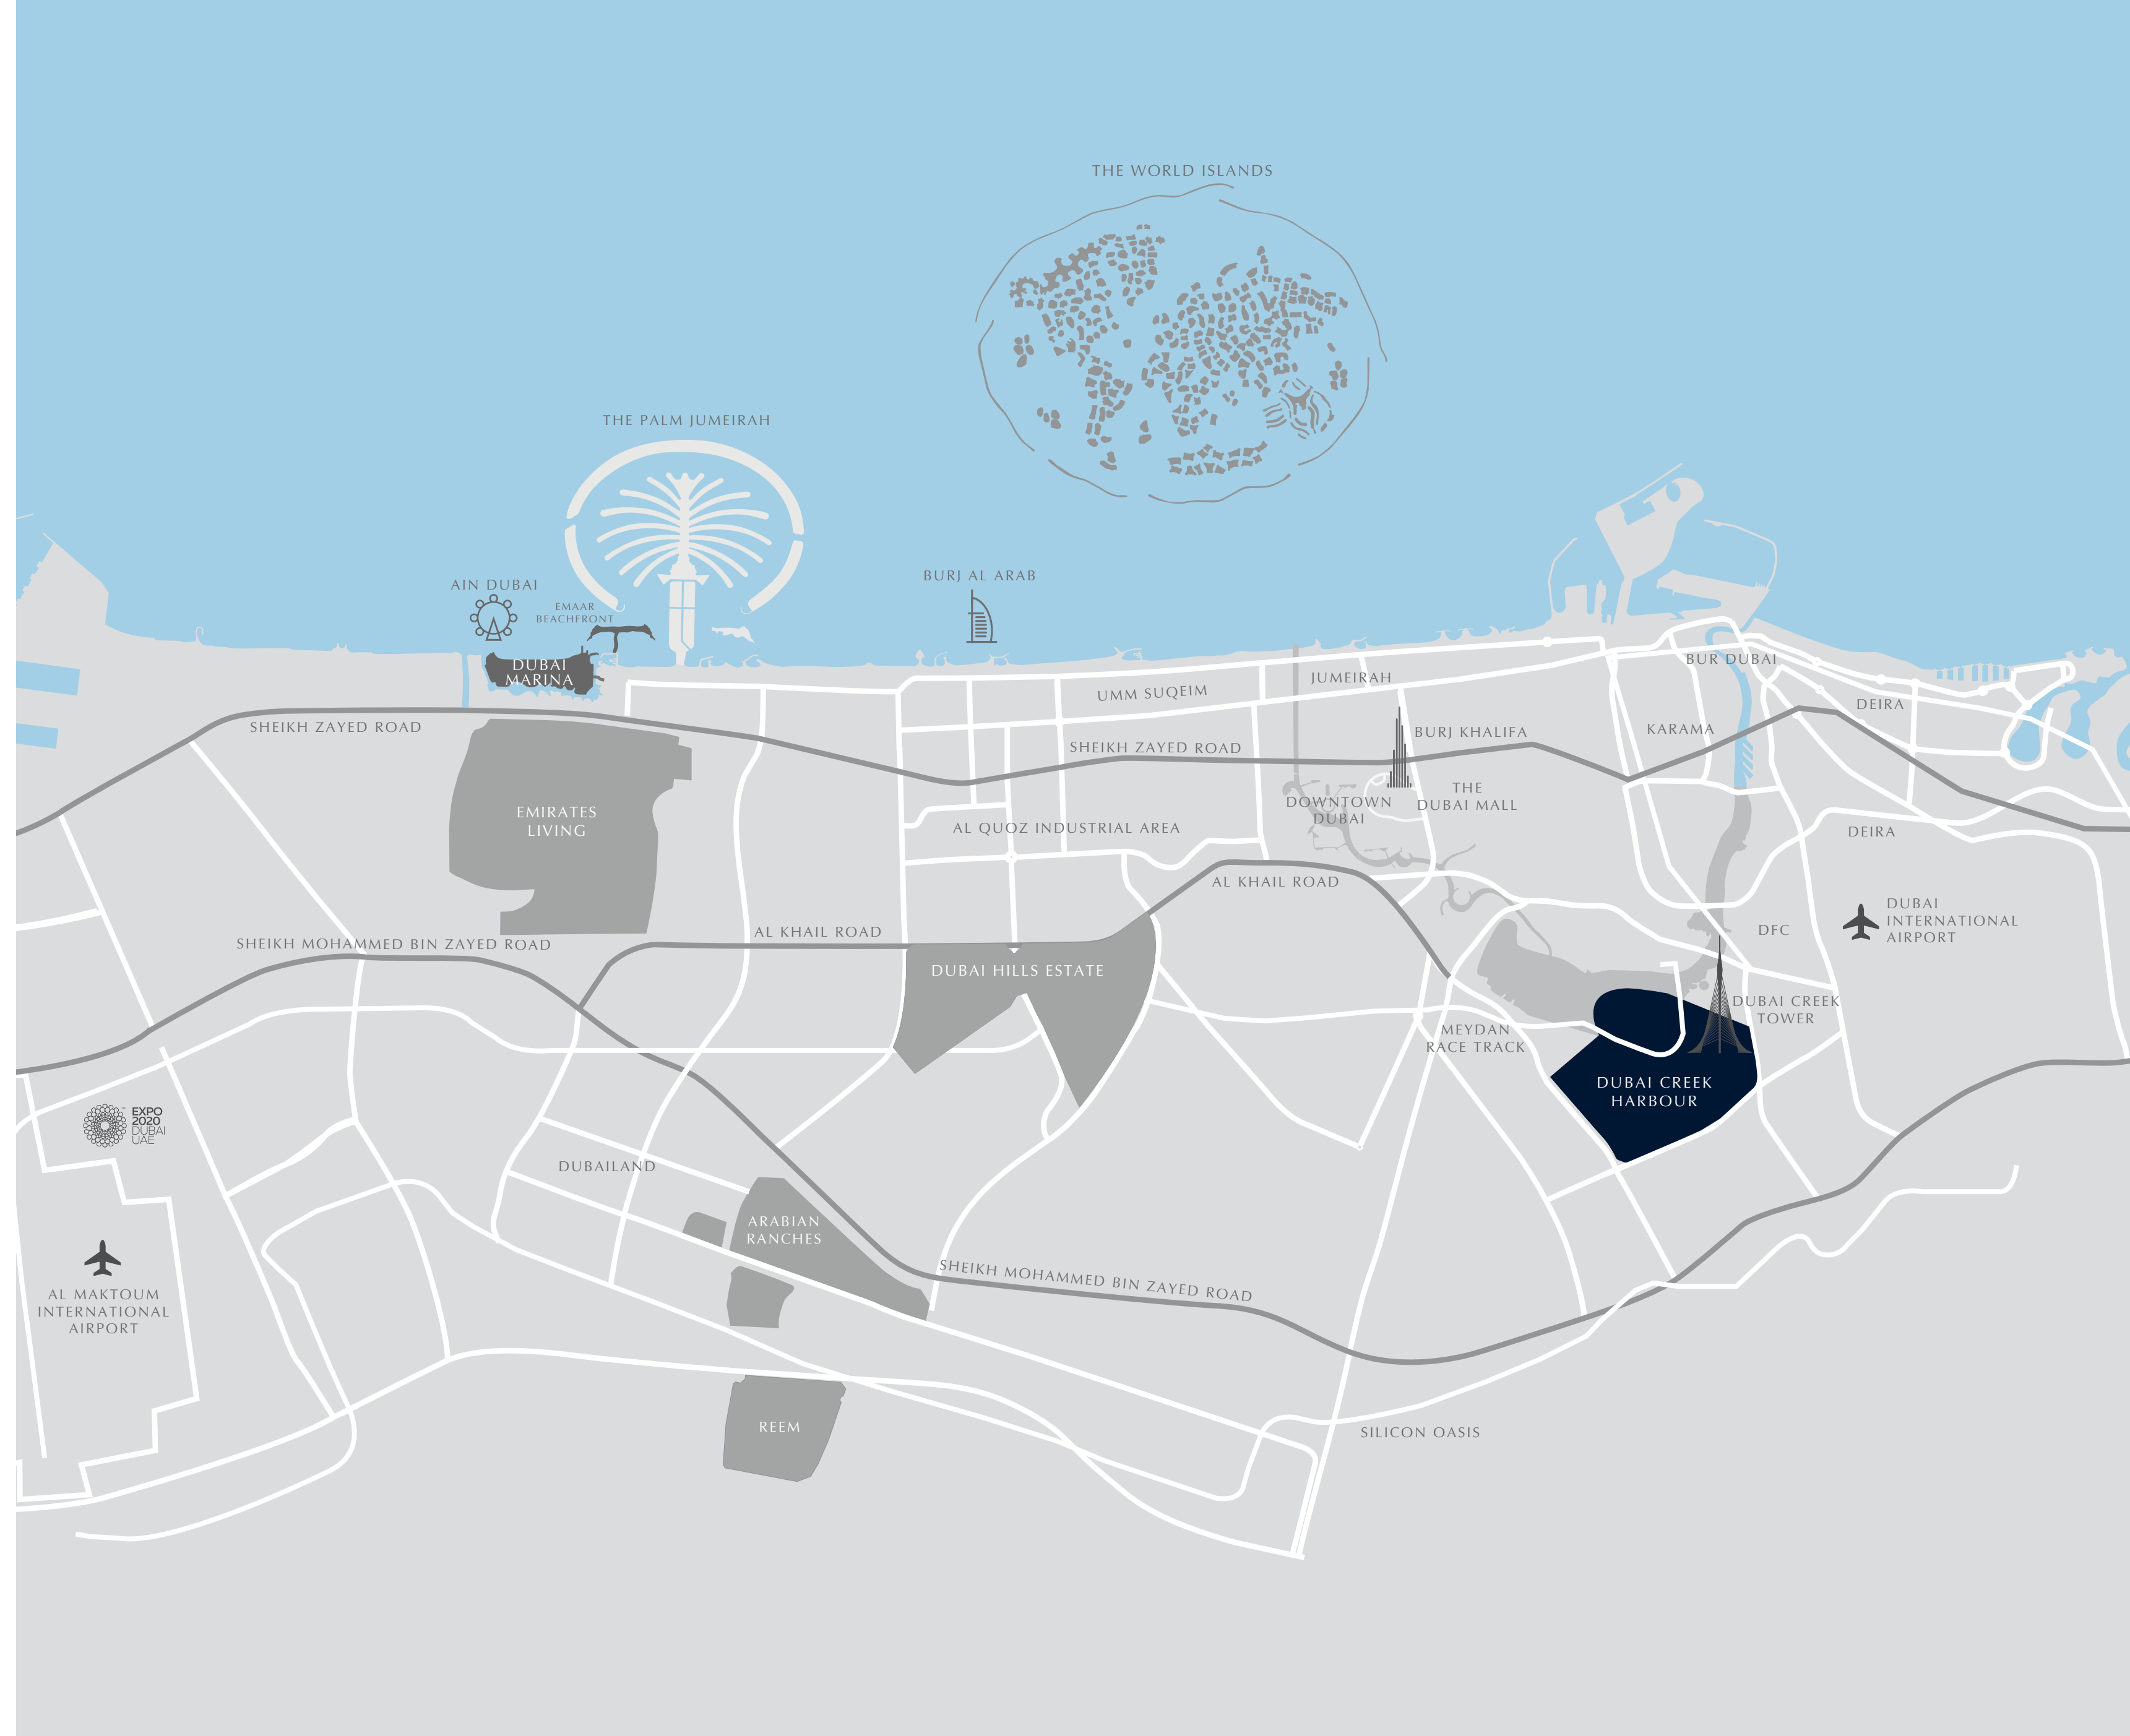 THE WORLD ISLANDS
THE PALM JUMEIRAH
BURJ AL ARAB
AIN DUBAI
EMAAR
BEACHFRONT
DUBAI
MARINA
BUR DUBAI
JUMEIRAH
UMM SUQEIM
DEIRA
SHEIKH ZAYED ROAD
KARAMA
BURJ KHALIFA
SHEIKH ZAYED ROAD
THE
DUBAI MALL
DOWNTOWN
DUBAI
EMIRATES
LIVING
AL QUOZ INDUSTRIAL AREA
DEIRA
AL KHAIL ROAD
DUBAI
INTERNATIONAL
AIRPORT
DFC
AL KHAIL ROAD
SHEIKH MOHAMMED BIN ZAYED ROAD
DUBAI HILLS ESTATE
DUBAI CREEK
TOWER
MEYDAN
RACE TRACK
DUBAI CREEK
HARBOUR
EXPO
2020
DUBAI
UAE
DUBAILAND
ARABIAN
RANCHES
SHEIKH MOHAMMED BIN ZAYED ROAD
AL MAKTOUM
INTERNATIONAL
AIRPORT
REEM
SILICON OASIS